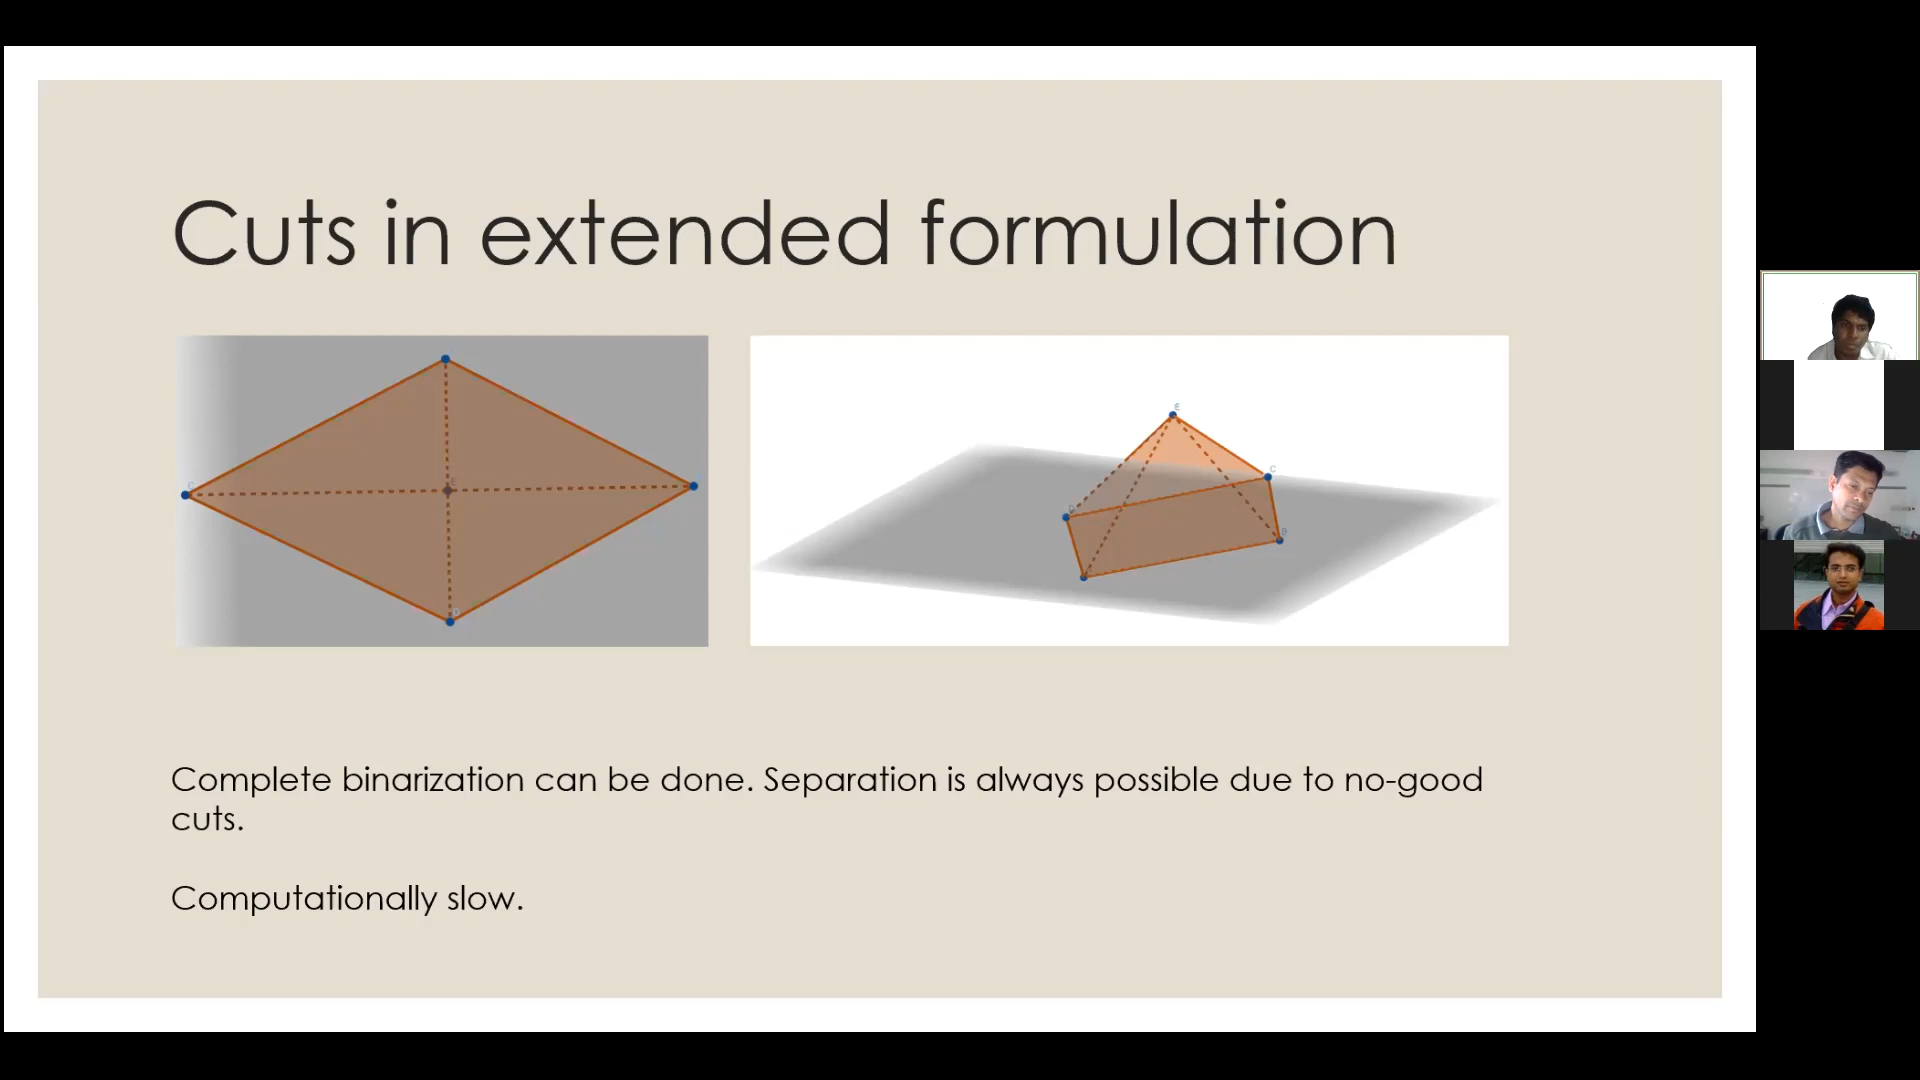 Cuts in extended formulation
C
E
D
E
C
D
B
Complete binarization can be done. Separation is always possible due to no-good
cuts.
Computationally slow.